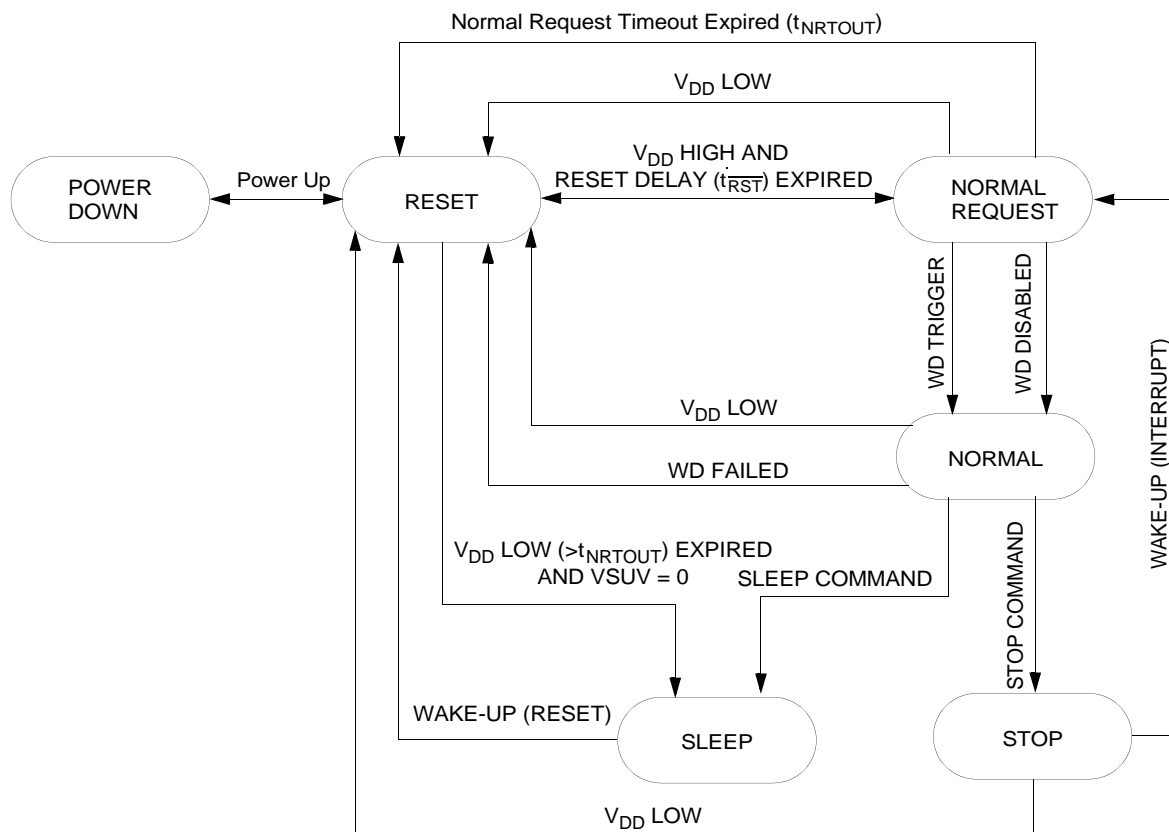 Normal Request Timeout Expired (tNRTOUT)
VDD LOW
VDD HIGH AND
RESET DELAY (tRST) EXPIRED
POWER
DOWN
Power Up
RESET
NORMAL
REQUEST
WD TRIGGER
WD DISABLED
WAKE-UP (INTERRUPT)
VDD LOW
NORMAL
WD FAILED
VDD LOW (>tNRTOUT) EXPIRED
AND VSUV = 0
SLEEP COMMAND
STOP COMMAND
WAKE-UP (RESET)
SLEEP
STOP
VDD LOW